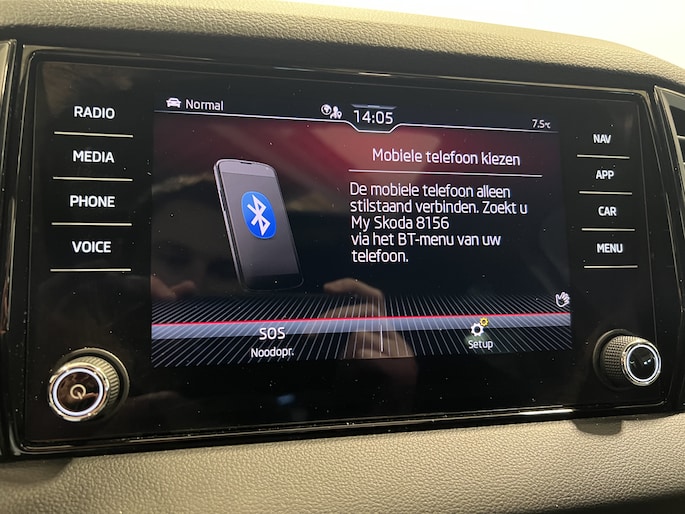 RADIO
MEDIA
PHONE
VOICE
Normal
14:05
7.5°C
Mobiele telefoon kiezen
De mobiele telefoon alleen
stilstaand verbinden. Zoekt u
My Skoda 8156
via het BT-menu van uw
telefoon.
SOS
Noodopr.
Setup
NAV
APP
CAR
MENU